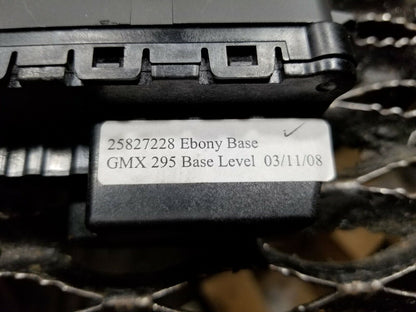 25827228 Ebony Base
GMX 295 Base Level 03/11/08